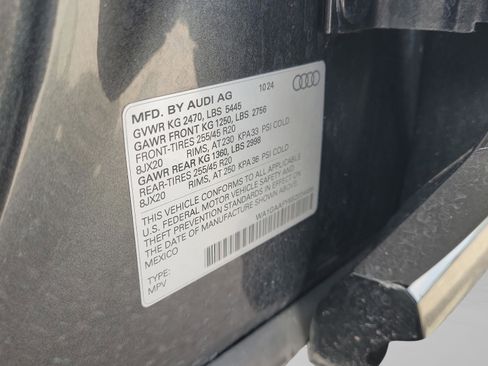 MFD. BY AUDI AG 10 24
GVWR KG 2470, LBS 5445
GAWR FRONT KG 1250, LBS 2756
FRONT-TIRES 255/45 R20
8JX20 RIMS, AT 230 KPA 33 PSI COLD
GAWR REAR KG 1360, LBS 2998
REAR-TIRES 255/45 R20
8JX20 RIMS, AT 250 KPA 36 PSI COLD
THIS VEHICLE CONFORMS TO ALL APPLICABLE
U.S. FEDERAL MOTOR VEHICLE SAFETY AND
THEFT PREVENTION STANDARDS IN EFFECT ON
THE DATE OF MANUFACTURE SHOWN ABOVE.
MEXICO
TYPE:
MPV